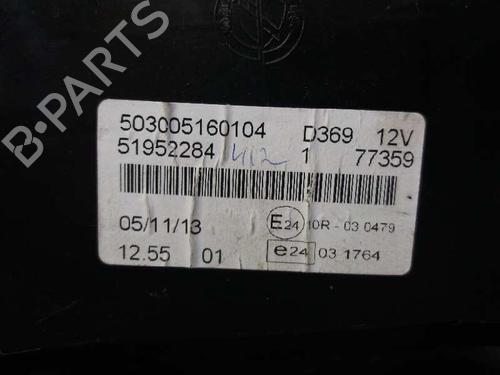 B-PARTS
503005160104 D369 12V
51952284 412 1 77359
05/11/13 E24 10R - 03 0479
12.55 01 e24 03 1764